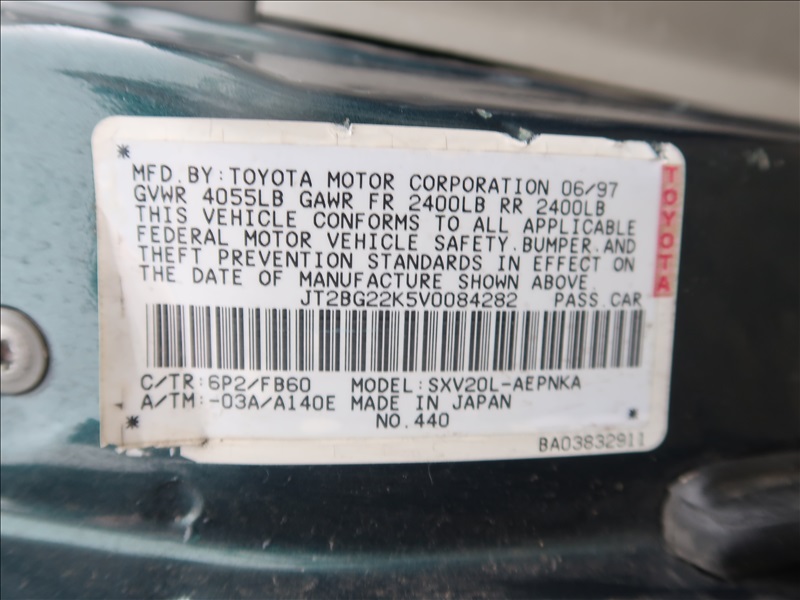 MFD. BY: TOYOTA MOTOR CORPORATION 06/97
GVWR 4055LB GAWR FR 2400LB RR 2400LB
THIS VEHICLE CONFORMS TO ALL APPLICABLE
FEDERAL MOTOR VEHICLE SAFETY. BUMPER. AND
THEFT PREVENTION STANDARDS IN EFFECT ON
THE DATE OF MANUFACTURE SHOWN ABOVE.
JT2BG22K5V0084282 PASS. CAR
C/TR: 6P2/FB60 MODEL: SXV20L-AEPNKA
A/TM: -03A/A140E MADE IN JAPAN
NO. 440
BA03832911
TOYOTA